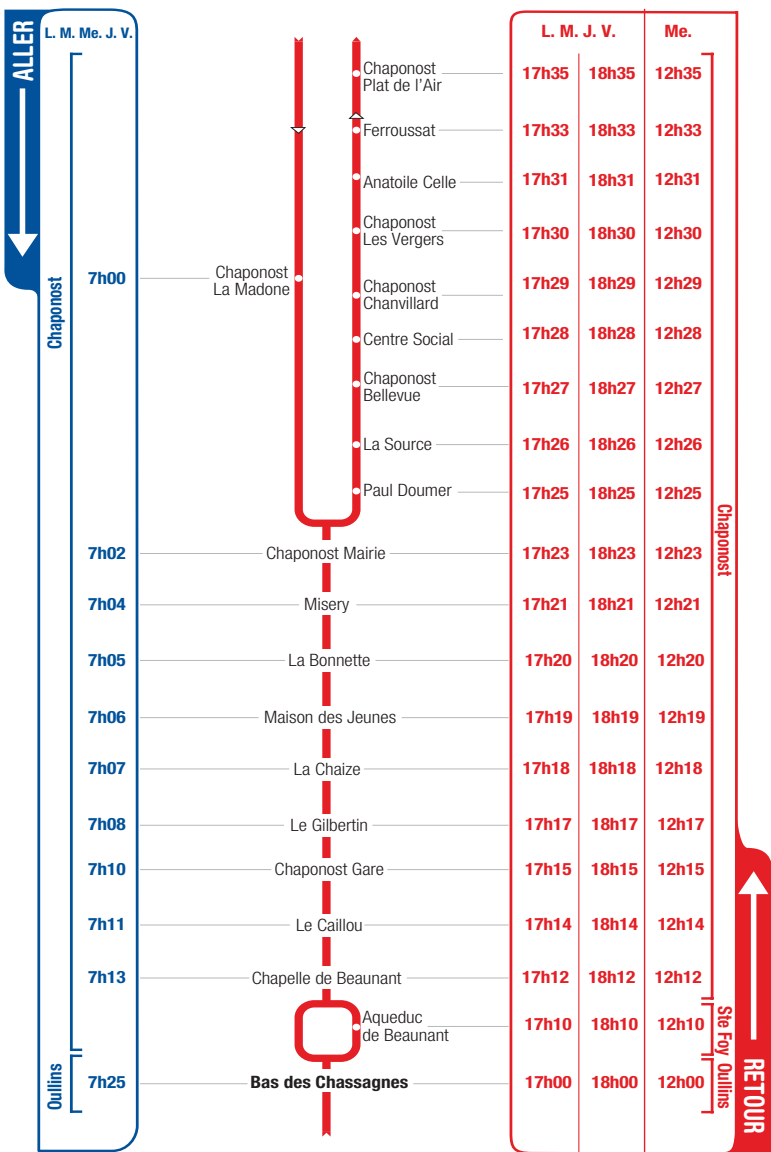 ALLER
L. M. Me. J. V.
L. M. J. V.
Me.
Chaponost
Plat de l'Air
17h35 18h35 12h35
Ferroussat
17h33 18h33 12h33
Anatoile Celle
17h31 18h31 12h31
Chaponost
Les Vergers
17h30 18h30 12h30
Chaponost
7h00
Chaponost
La Madone
Chaponost
Chanvillard
17h29 18h29 12h29
Centre Social
17h28 18h28 12h28
Chaponost
Bellevue
17h27 18h27 12h27
La Source
17h26 18h26 12h26
Paul Doumer
17h25 18h25 12h25
Chaponost
7h02 Chaponost Mairie 17h23 18h23 12h23
7h04 Misery 17h21 18h21 12h21
7h05 La Bonnette 17h20 18h20 12h20
7h06 Maison des Jeunes 17h19 18h19 12h19
7h07 La Chaize 17h18 18h18 12h18
7h08 Le Gilbertin 17h17 18h17 12h17
7h10 Chaponost Gare 17h15 18h15 12h15
7h11 Le Caillou 17h14 18h14 12h14
7h13 Chapelle de Beaunant 17h12 18h12 12h12
Aqueduc
de Beaunant
17h10 18h10 12h10
Ste Foy
Oullins
7h25 Bas des Chassagnes 17h00 18h00 12h00
Oullins
RETOUR